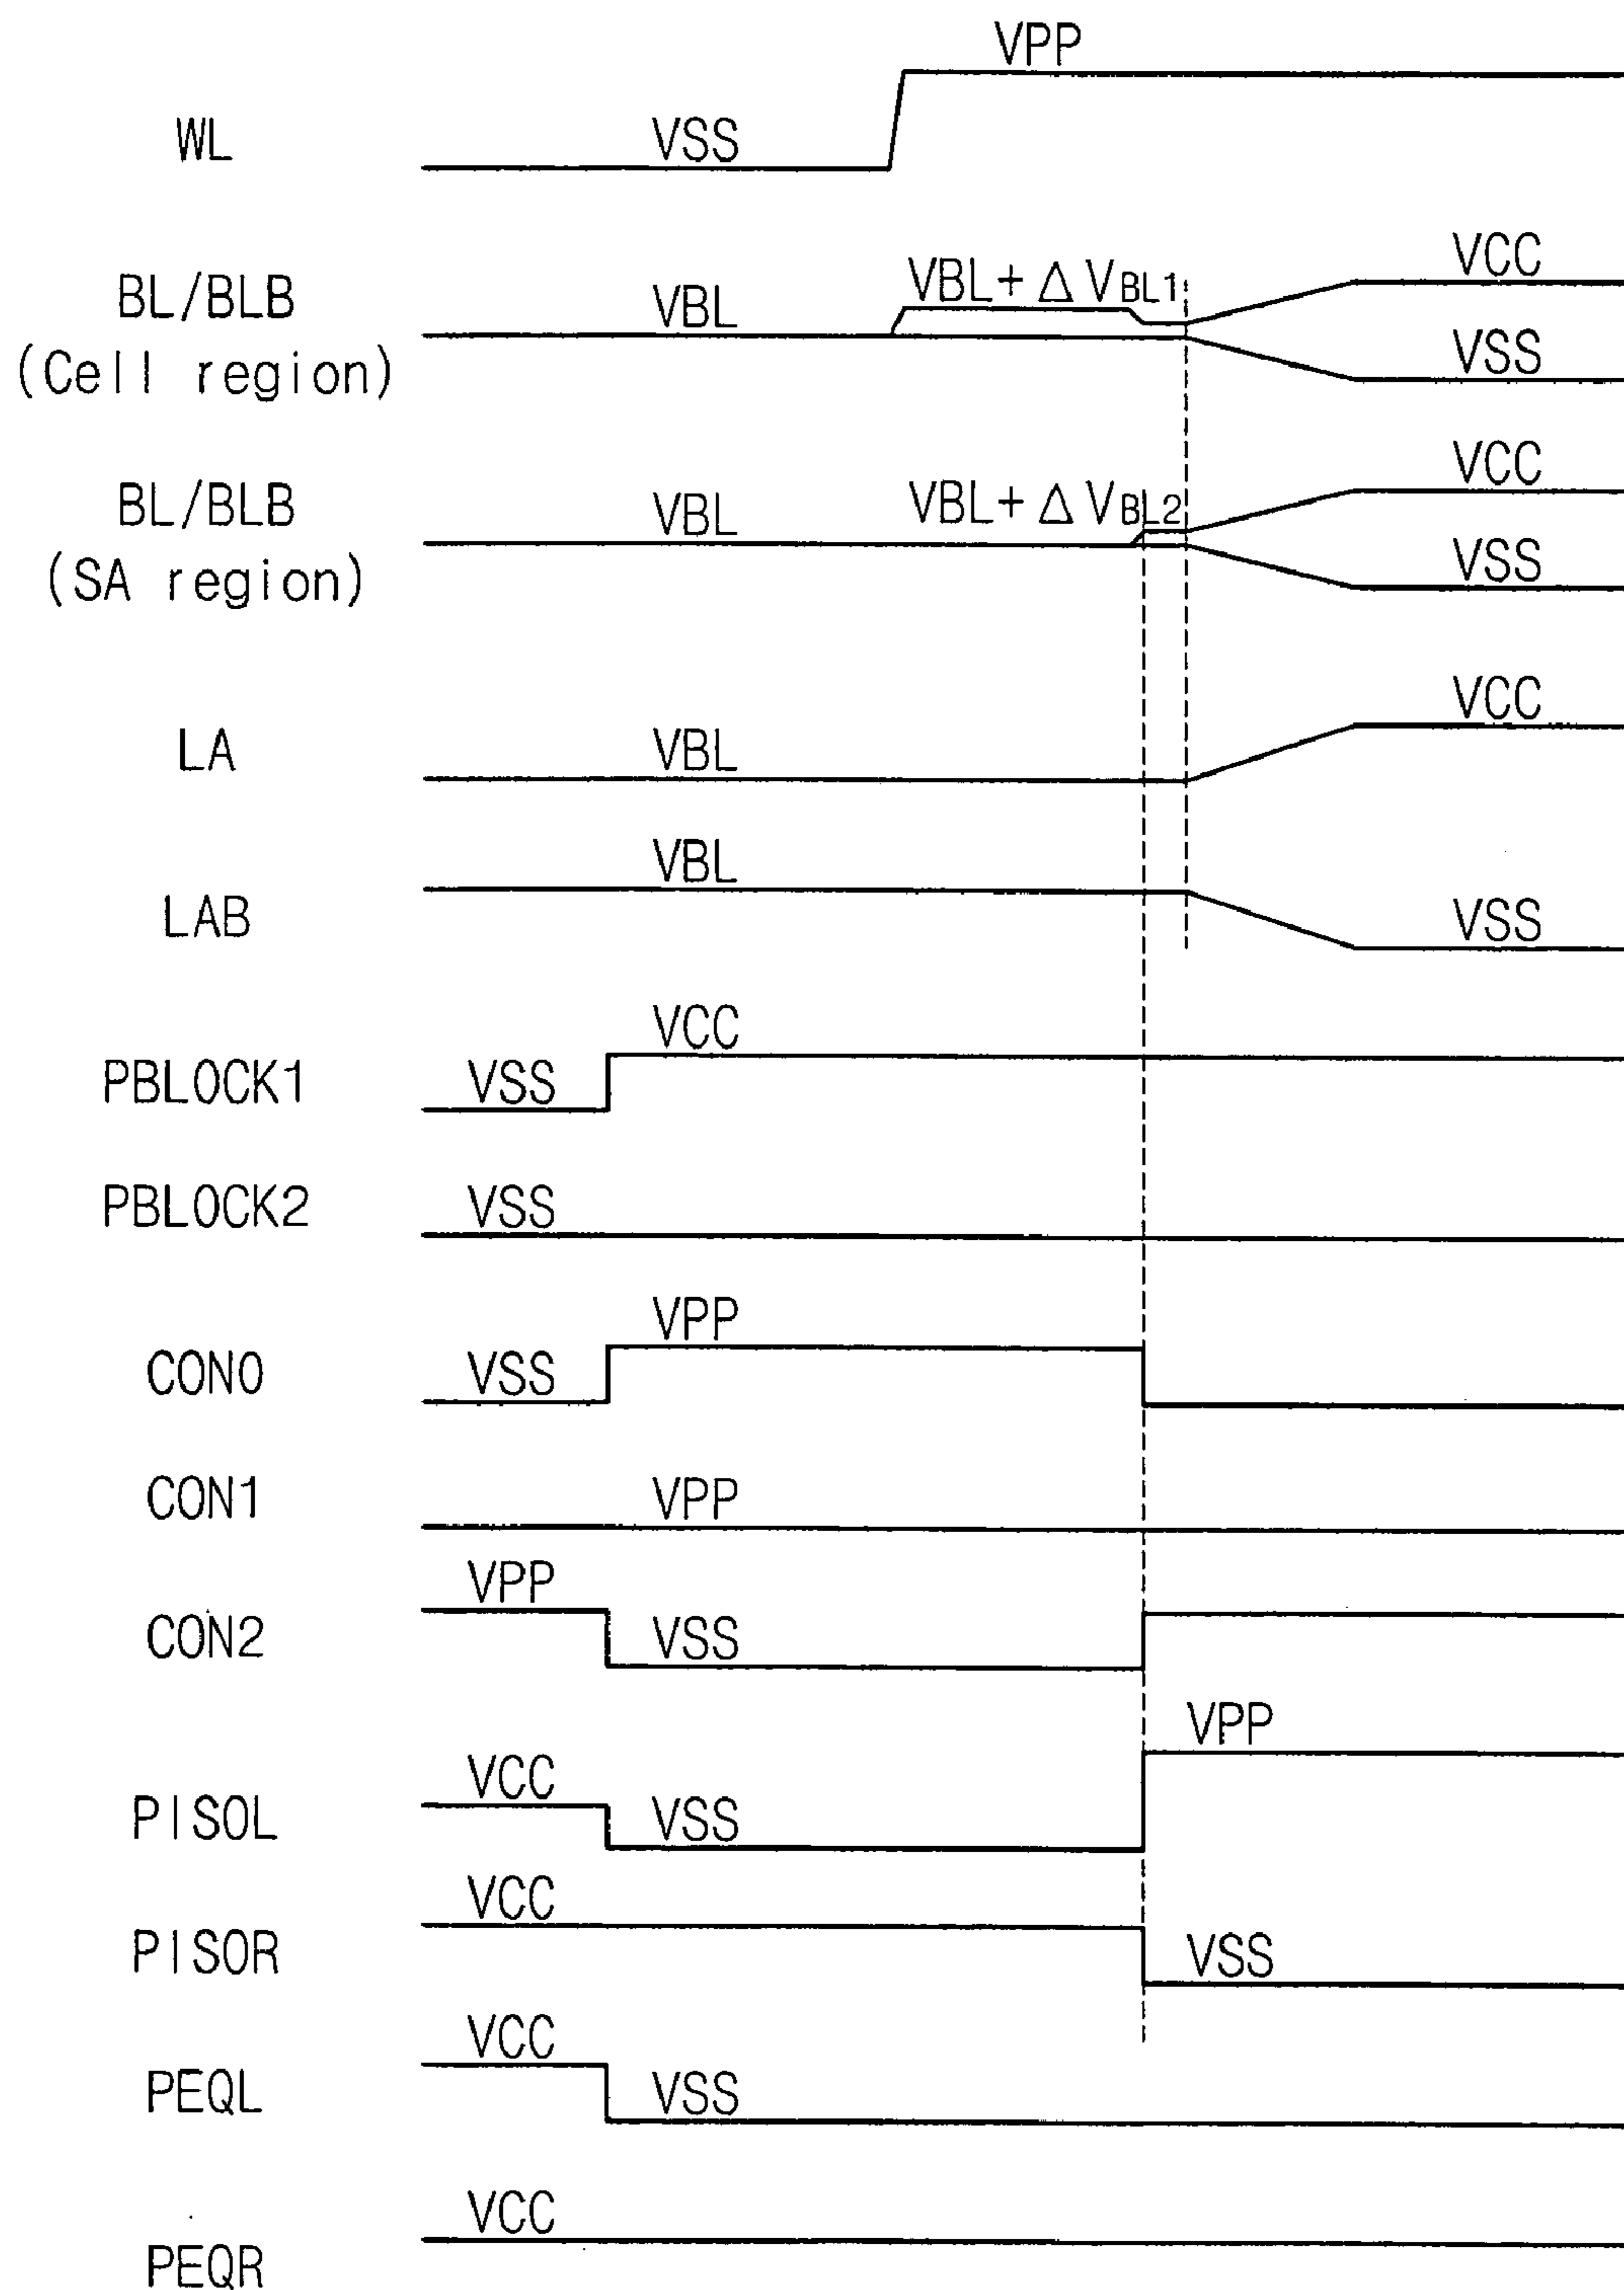 VPP
WL VSS
BL/BLB VBL VBL+ΔVBL1 VCC
(Cell region) VSS
BL/BLB VBL VBL+ΔVBL2 VCC
(SA region) VSS
LA VBL VCC
VBL
LAB VSS
VCC
PBLOCK1 VSS
PBLOCK2 VSS
VPP
CON0 VSS
CON1 VPP
VPP
CON2 VSS
VPP
VCC
PISOL VSS
VCC
PISOR VSS
VCC
PEQL VSS
VCC
PEQR